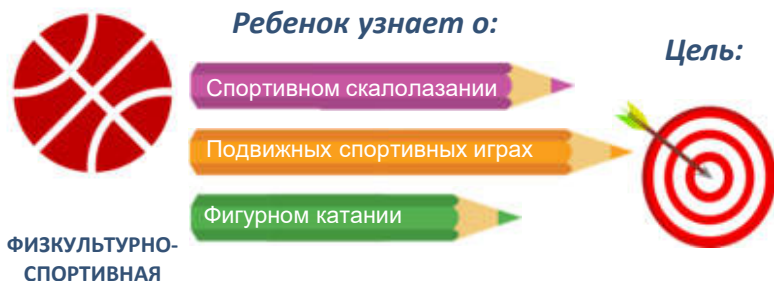 Ребенок узнает о:
Цель:
Спортивном скалолазании
Подвижных спортивных играх
Фигурном катании
ФИЗКУЛЬТУРНО-
СПОРТИВНАЯ